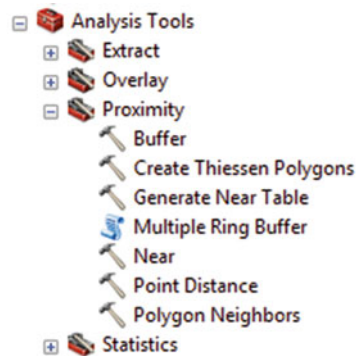 Analysis Tools
Extract
Overlay
Proximity
Buffer
Create Thiessen Polygons
Generate Near Table
Multiple Ring Buffer
Near
Point Distance
Polygon Neighbors
Statistics